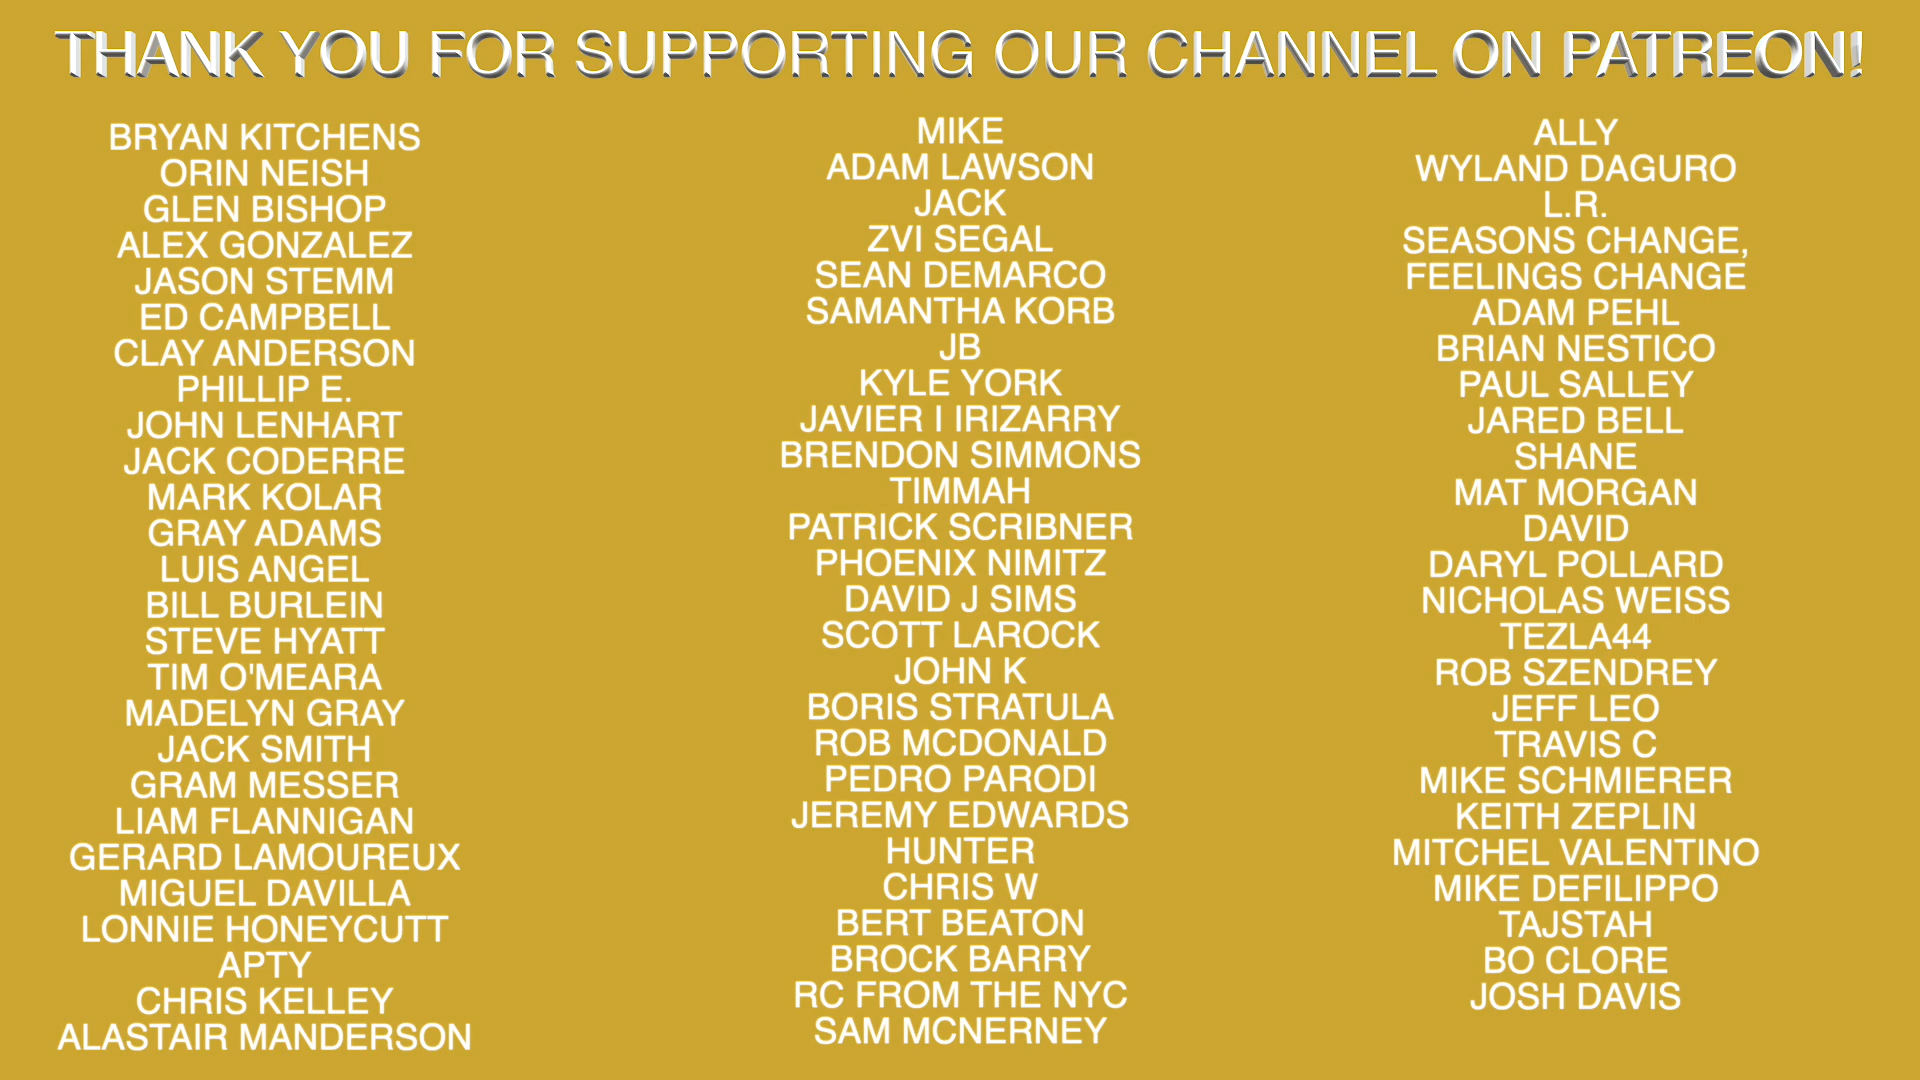 THANK YOU FOR SUPPORTING OUR CHANNEL ON PATREON!
BRYAN KITCHENS
ORIN NEISH
GLEN BISHOP
ALEX GONZALEZ
JASON STEMM
ED CAMPBELL
CLAY ANDERSON
PHILLIP E.
JOHN LENHART
JACK CODERRE
MARK KOLAR
GRAY ADAMS
LUIS ANGEL
BILL BURLEIN
STEVE HYATT
TIM O'MEARA
MADELYN GRAY
JACK SMITH
GRAM MESSER
LIAM FLANNIGAN
GERARD LAMOUREUX
MIGUEL DAVILLA
LONNIE HONEYCUTT
APTY
CHRIS KELLEY
ALASTAIR MANDERSON
MIKE
ADAM LAWSON
JACK
ZVI SEGAL
SEAN DEMARCO
SAMANTHA KORB
JB
KYLE YORK
JAVIER I IRIZARRY
BRENDON SIMMONS
TIMMAH
PATRICK SCRIBNER
PHOENIX NIMITZ
DAVID J SIMS
SCOTT LAROCK
JOHN K
BORIS STRATULA
ROB MCDONALD
PEDRO PARODI
JEREMY EDWARDS
HUNTER
CHRIS W
BERT BEATON
BROCK BARRY
RC FROM THE NYC
SAM MCNERNEY
ALLY
WYLAND DAGURO
L.R.
SEASONS CHANGE,
FEELINGS CHANGE
ADAM PEHL
BRIAN NESTICO
PAUL SALLEY
JARED BELL
SHANE
MAT MORGAN
DAVID
DARYL POLLARD
NICHOLAS WEISS
TEZLA44
ROB SZENDREY
JEFF LEO
TRAVIS C
MIKE SCHMIERER
KEITH ZEPLIN
MITCHEL VALENTINO
MIKE DEFILIPPO
TAJSTAH
BO CLORE
JOSH DAVIS